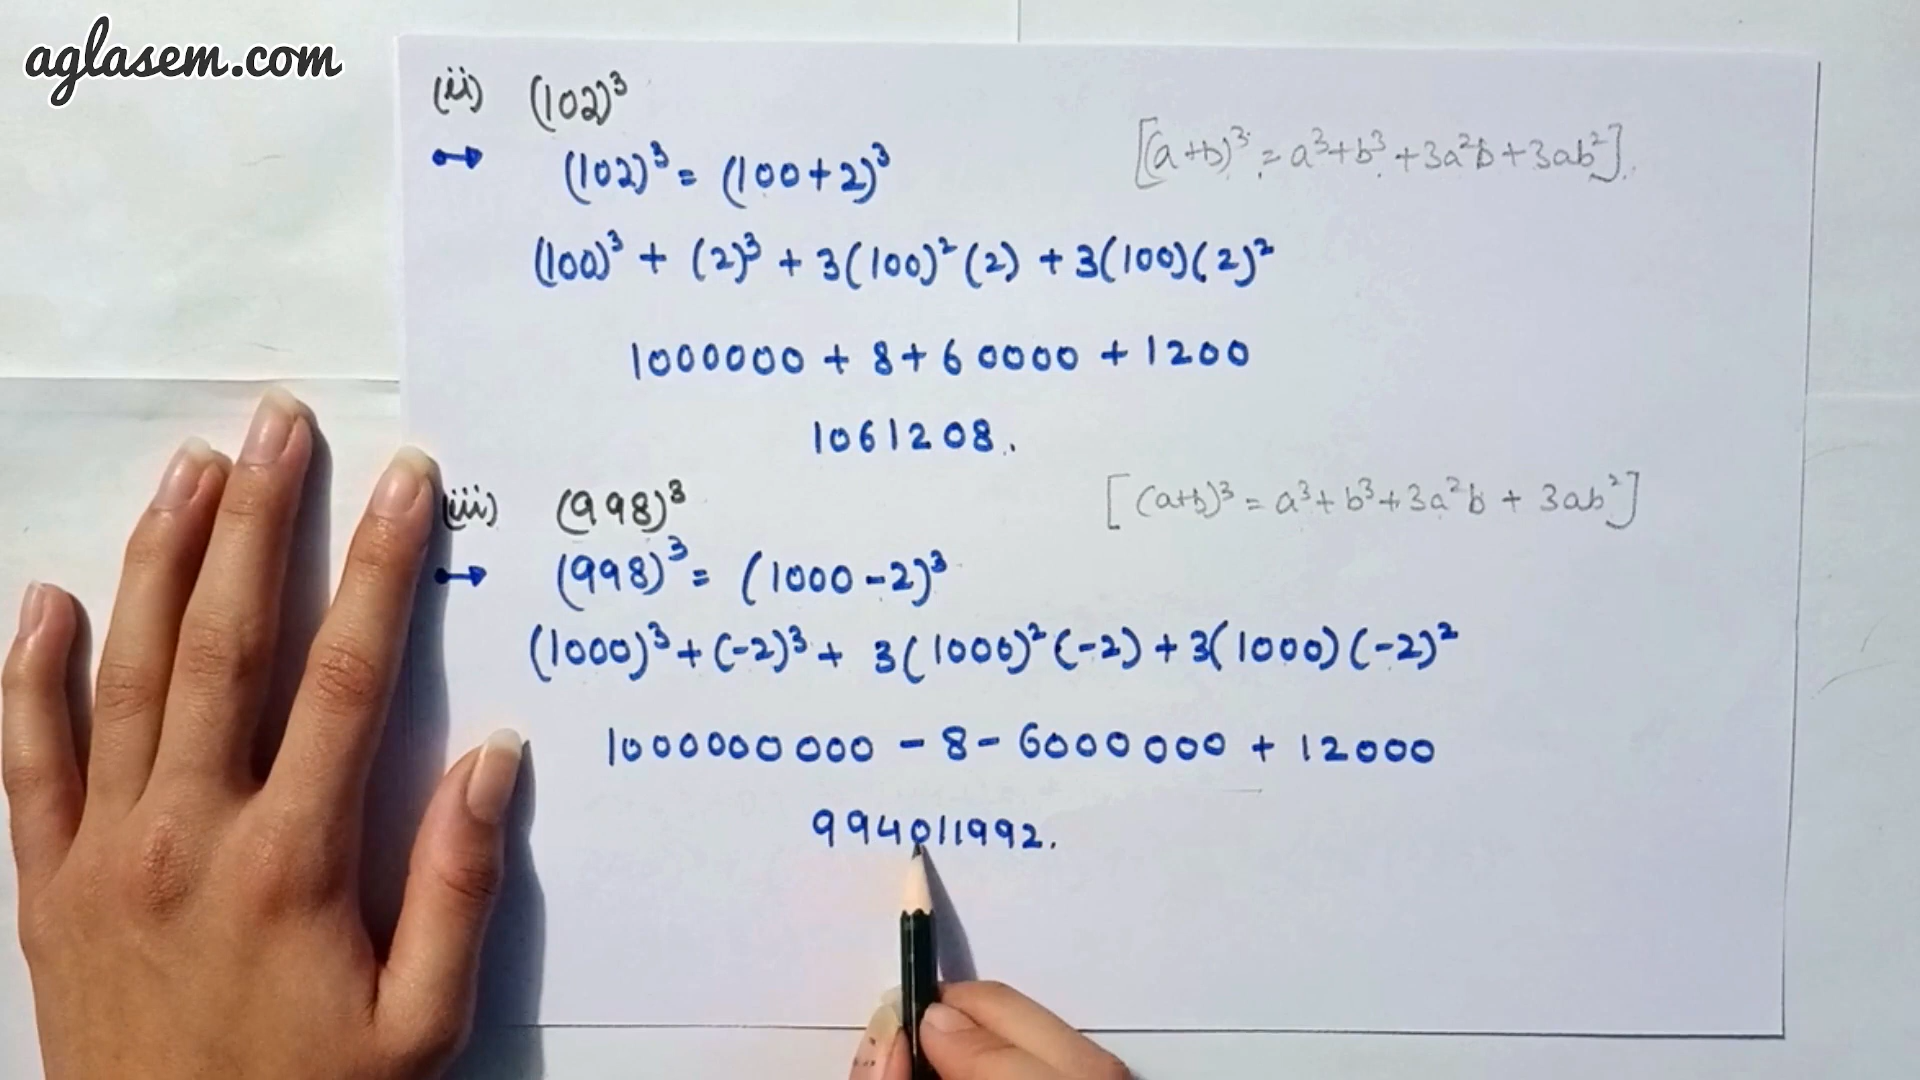 aglasem.com
(ii) (102)³
(102)³ = (100+2)³ [(a+b)³ = a³+b³+3a²b+3ab²].
(100)³ + (2)³ + 3(100)²(2) + 3(100)(2)²
1000000 + 8 + 60000 + 1200
1061208.
(iii) (998)³ [(a+b)³ = a³+b³+3a²b + 3ab²]
(998)³ = (1000-2)³
(1000)³+(-2)³+ 3(1000)²(-2)+3(1000)(-2)²
1000000000 - 8 - 6000000 + 12000
994011992.